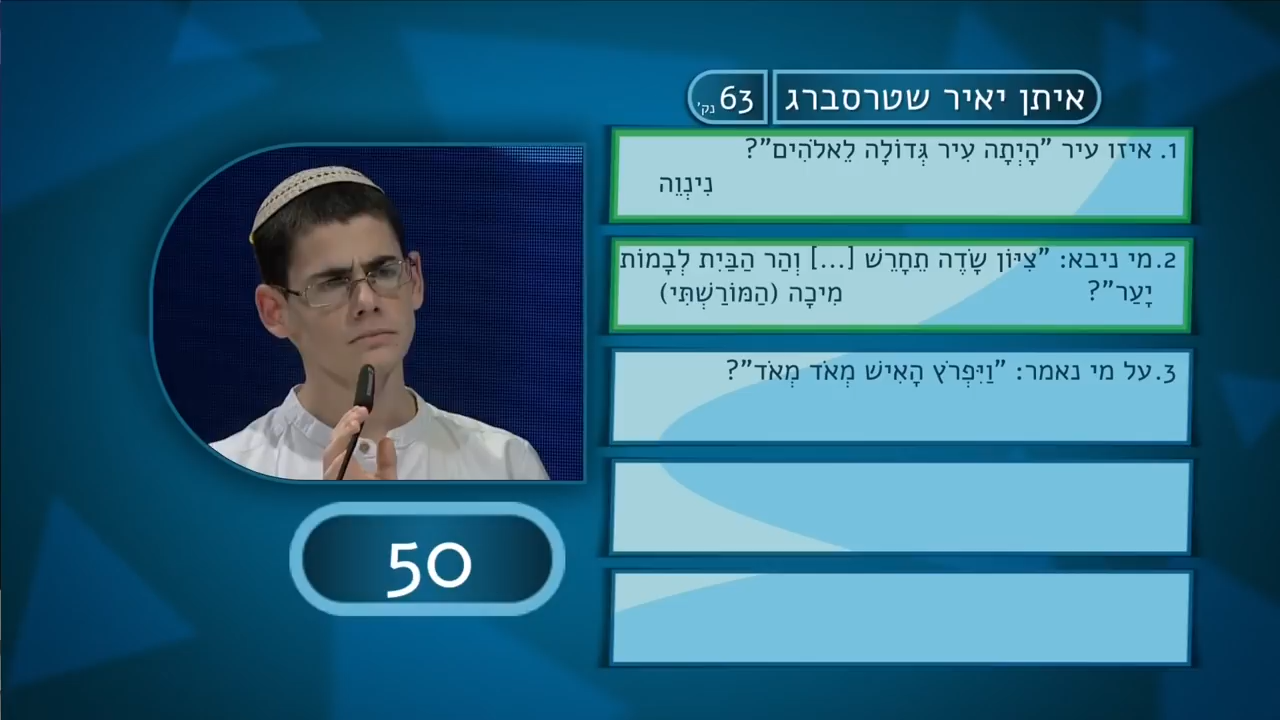 איתן יאיר שטרסברג 63 נק'
1. איזו עיר "הָיְתָה עִיר גְּדוֹלָה לֵאלֹהִים"?
נִינְוֵה
2.מי ניבא: "צִיּוֹן שָׂדֶה תֵחָרֵשׁ [...] וְהַר הַבַּיִת לְבָמוֹת
יָעַר"? מִיכָה (הַמּוֹרַשְׁתִּי)
3.על מי נאמר: "וַיִּפְרֹץ הָאִישׁ מְאֹד מְאֹד"?
50